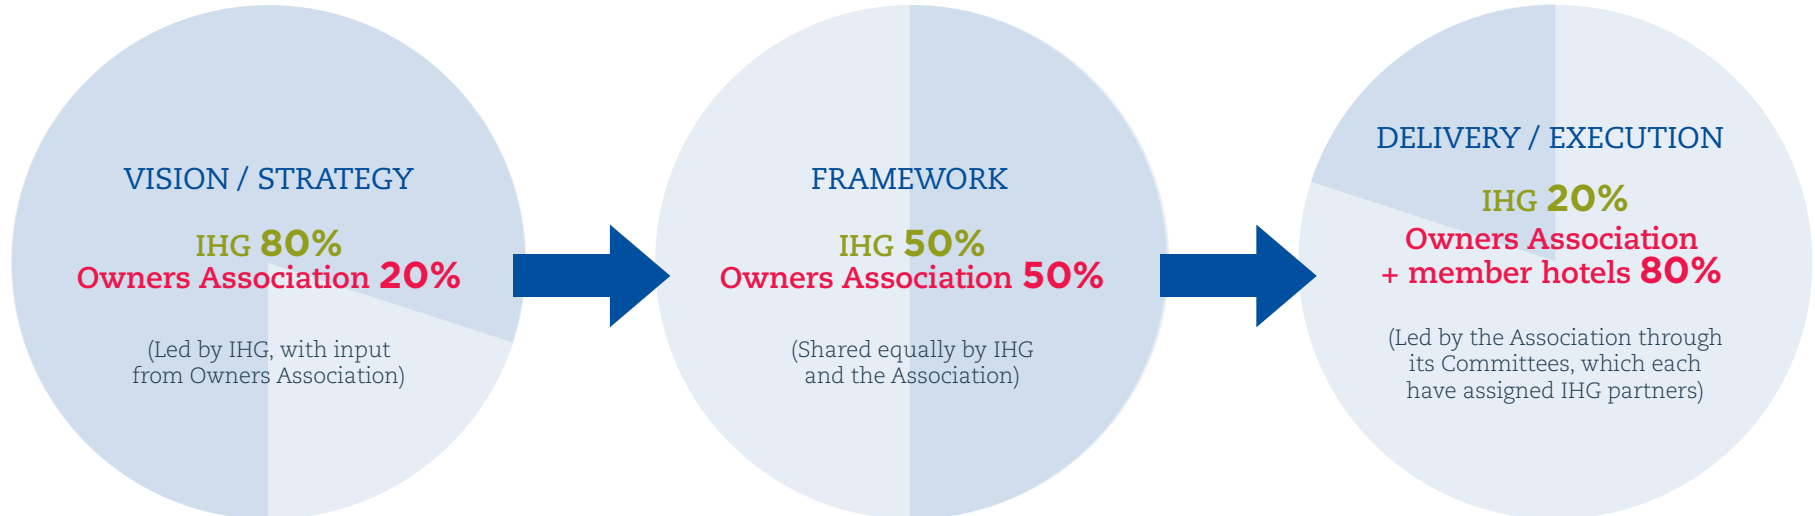 VISION / STRATEGY
IHG 80%
Owners Association 20%
(Led by IHG, with input
from Owners Association)
FRAMEWORK
IHG 50%
Owners Association 50%
(Shared equally by IHG
and the Association)
DELIVERY / EXECUTION
IHG 20%
Owners Association
+ member hotels 80%
(Led by the Association through
its Committees, which each
have assigned IHG partners)